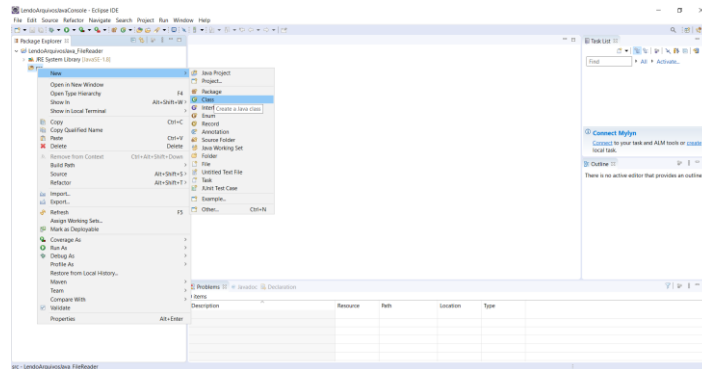 LendoArquivosJavaConsole - Eclipse IDE
File Edit Source Refactor Navigate Search Project Run Window Help
Package Explorer
LendoArquivosJava_FileReader
JRE System Library [JavaSE-1.8]
New
Open in New Window
Open Type Hierarchy F4
Show In Alt+Shift+W
Show in Local Terminal
Copy Ctrl+C
Copy Qualified Name
Paste Ctrl+V
Delete Delete
Remove from Context Ctrl+Alt+Shift+Down
Build Path
Source Alt+Shift+S
Refactor Alt+Shift+T
Import...
Export...
Refresh F5
Assign Working Sets...
Mark as Deployable
Coverage As
Run As
Debug As
Profile As
Restore from Local History...
Maven
Team
Compare With
Validate
Properties Alt+Enter
Java Project
Project...
Package
Class
Interf
Create a Java class
Enum
Record
Annotation
Source Folder
Java Working Set
Folder
File
Untitled Text File
Task
JUnit Test Case
Example...
Other... Ctrl+N
Task List
Find All Activate...
Connect Mylyn
Connect to your task and ALM tools or create
local task.
Outline
There is no active editor that provides an outline
Problems Javadoc Declaration
items
Description Resource Path Location Type
src - LendoArquivosJava_FileReader